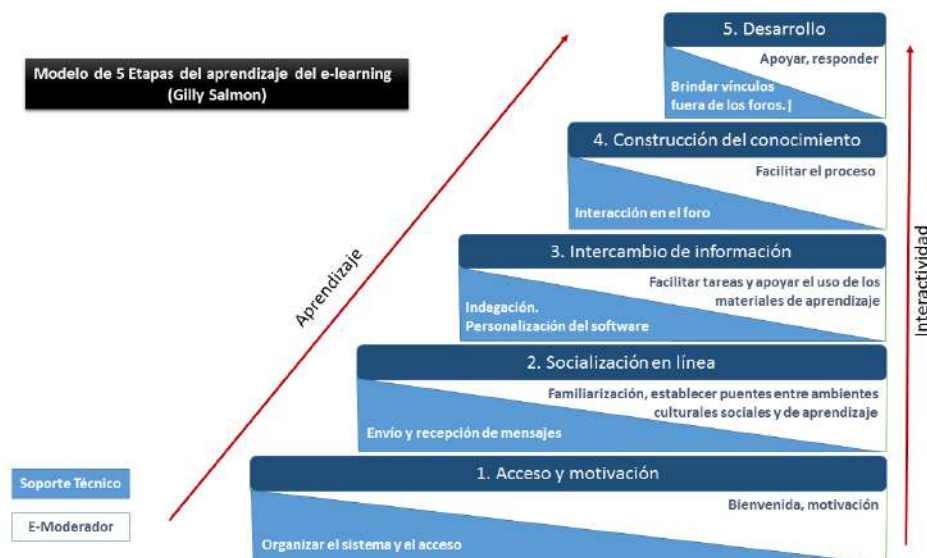 Modelo de 5 Etapas del aprendizaje del e-learning
(Gilly Salmon)
5. Desarrollo
Apoyar, responder
Brindar vínculos
fuera de los foros.|
4. Construcción del conocimiento
Facilitar el proceso
Interacción en el foro
3. Intercambio de información
Facilitar tareas y apoyar el uso de los
materiales de aprendizaje
Indagación.
Personalización del software
2. Socialización en línea
Familiarización, establecer puentes entre ambientes
culturales sociales y de aprendizaje
Envío y recepción de mensajes
1. Acceso y motivación
Bienvenida, motivación
Organizar el sistema y el acceso
Aprendizaje
Interactividad
Soporte Técnico
E-Moderador